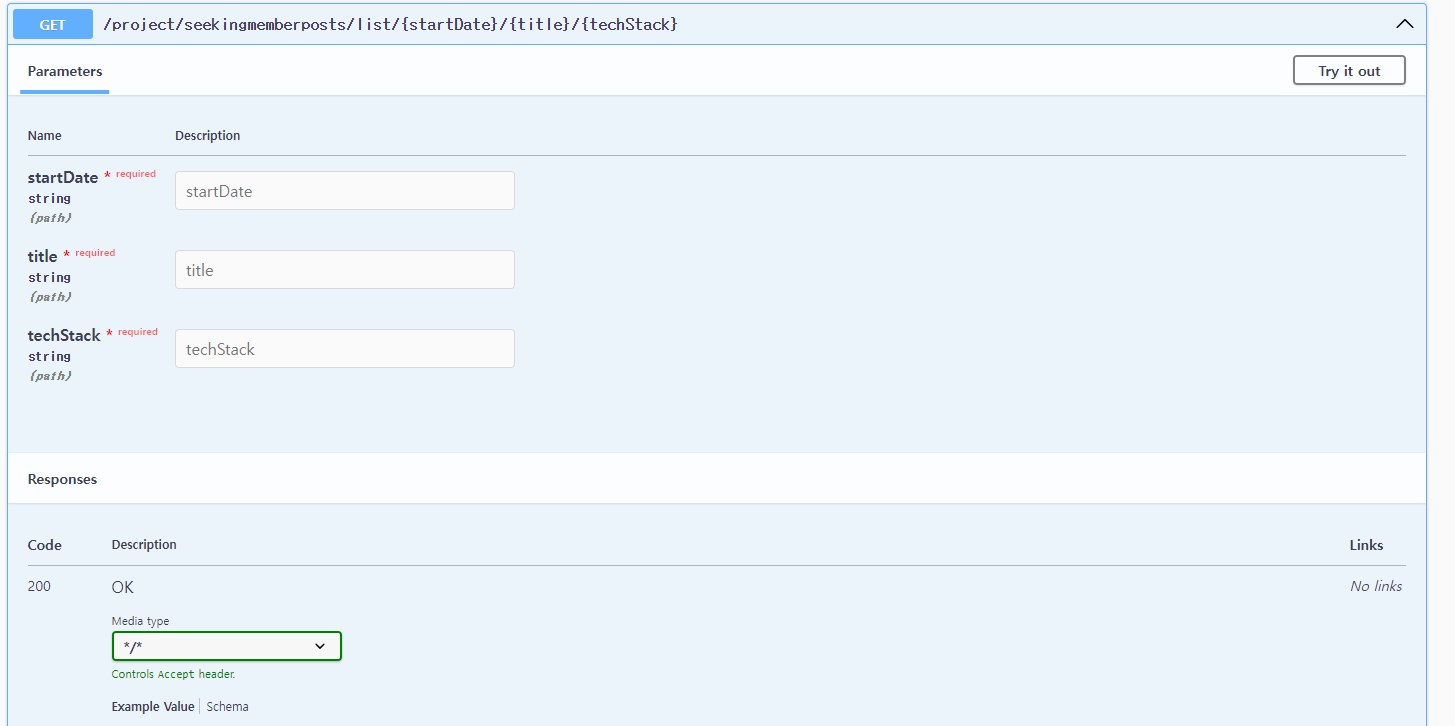 GET /project/seekingmemberposts/list/{startDate}/{title}/{techStack}
Parameters
Try it out
Name Description
startDate * required
string
(path)
startDate
title * required
string
(path)
title
techStack * required
string
(path)
techStack
Responses
Code Description Links
200 OK No links
Media type
*/*
Controls Accept header.
Example Value Schema